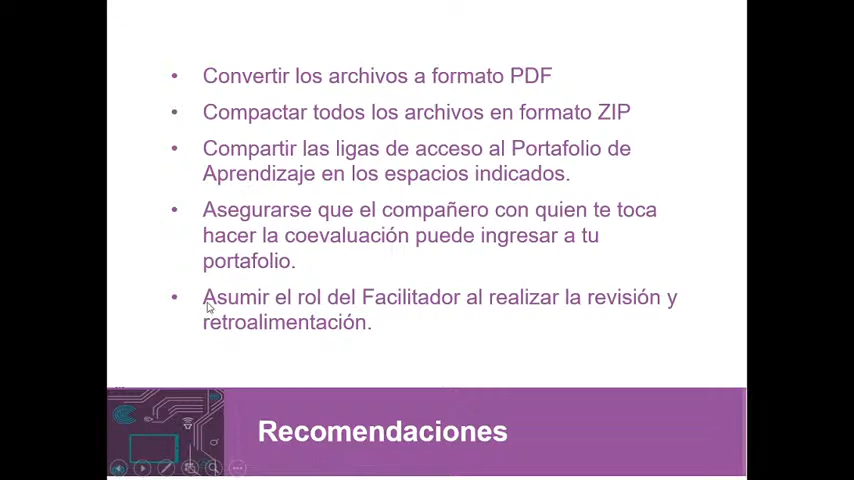 • Convertir los archivos a formato PDF
• Compactar todos los archivos en formato ZIP
• Compartir las ligas de acceso al Portafolio de
Aprendizaje en los espacios indicados.
• Asegurarse que el compañero con quien te toca
hacer la coevaluación puede ingresar a tu
portafolio.
• Asumir el rol del Facilitador al realizar la revisión y
retroalimentación.
Recomendaciones